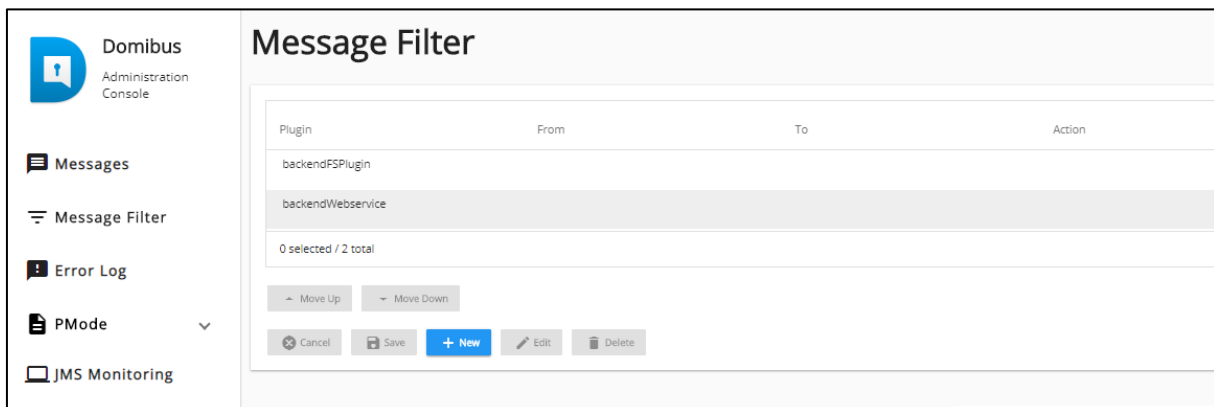 Domibus
Administration
Console
Messages
Message Filter
Error Log
PMode
JMS Monitoring
Message Filter
Plugin From To Action
backendFSPlugin
backendWebservice
0 selected / 2 total
Move Up Move Down
Cancel Save + New Edit Delete